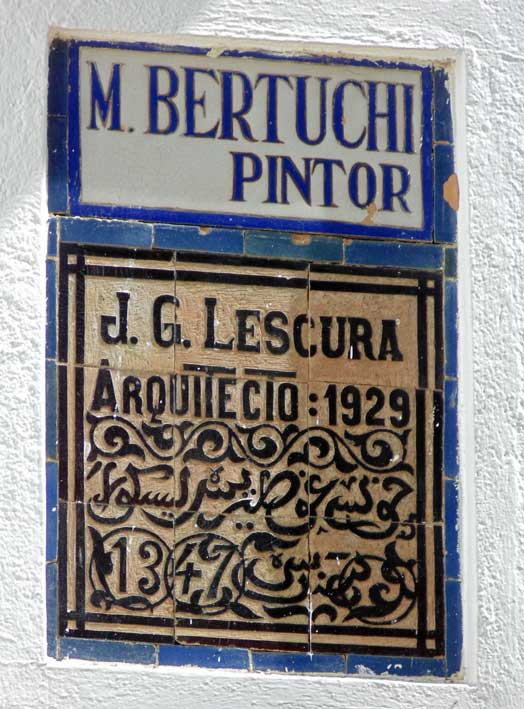 M. BERTUCHI
PINTOR
J. G. LESCURA
ARQUITECTO: 1929
1347